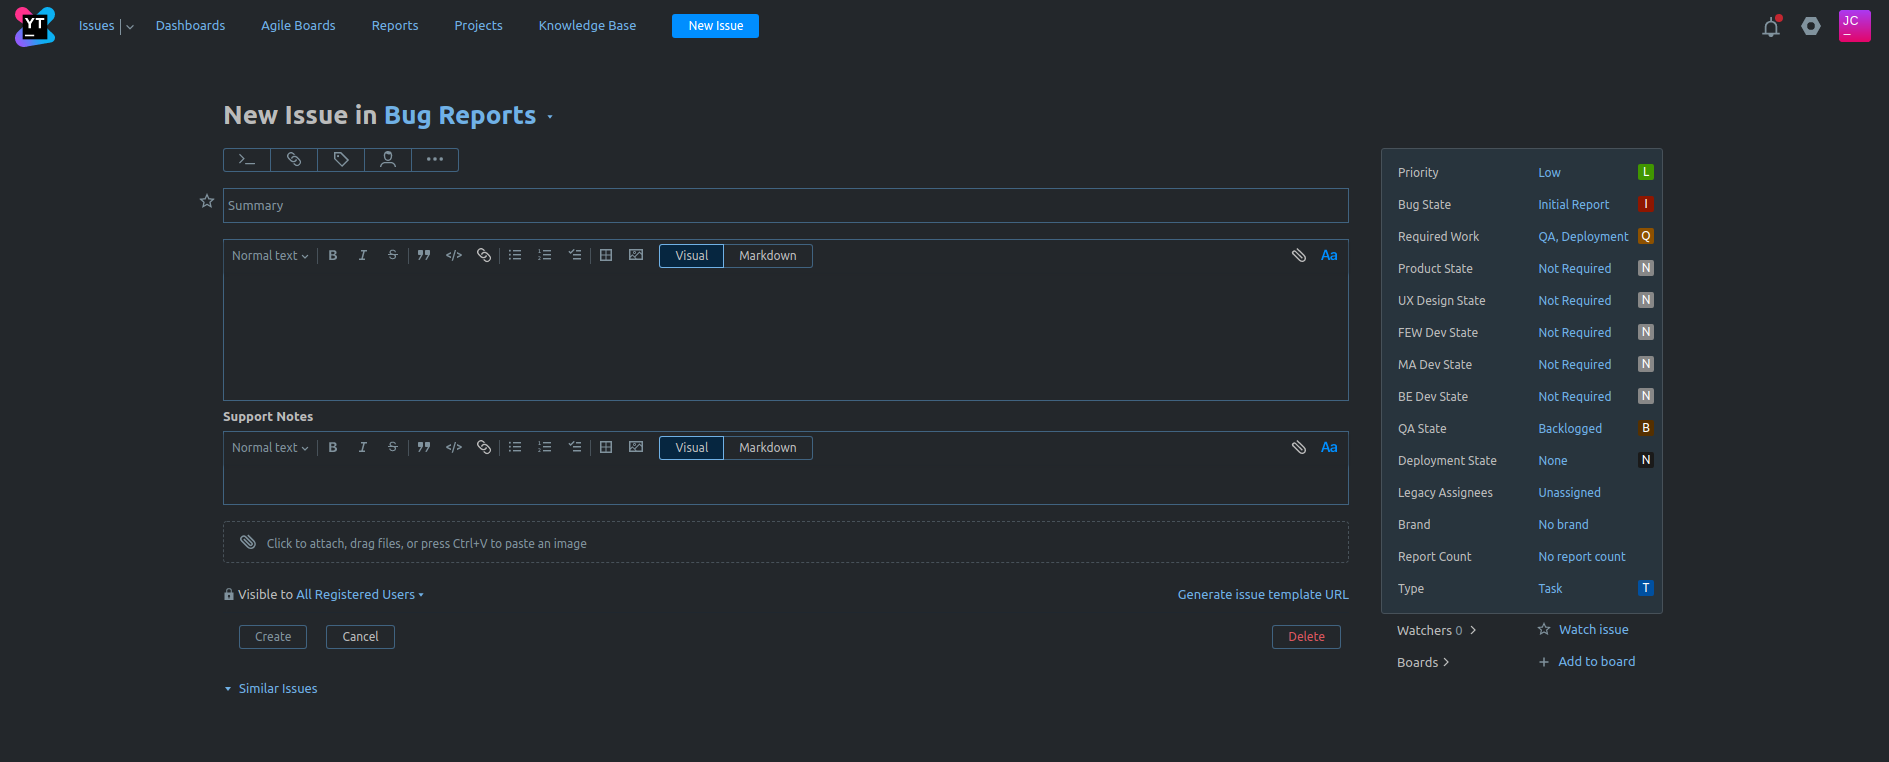 YT
Issues
Dashboards
Agile Boards
Reports
Projects
Knowledge Base
New Issue
JC
New Issue in Bug Reports
Summary
Normal text
Visual
Markdown
Aa
Support Notes
Normal text
Visual
Markdown
Aa
Click to attach, drag files, or press Ctrl+V to paste an image
Visible to All Registered Users
Generate issue template URL
Create
Cancel
Delete
Similar Issues
Priority Low L
Bug State Initial Report I
Required Work QA, Deployment Q
Product State Not Required N
UX Design State Not Required N
FEW Dev State Not Required N
MA Dev State Not Required N
BE Dev State Not Required N
QA State Backlogged B
Deployment State None N
Legacy Assignees Unassigned
Brand No brand
Report Count No report count
Type Task T
Watchers 0 Watch issue
Boards Add to board